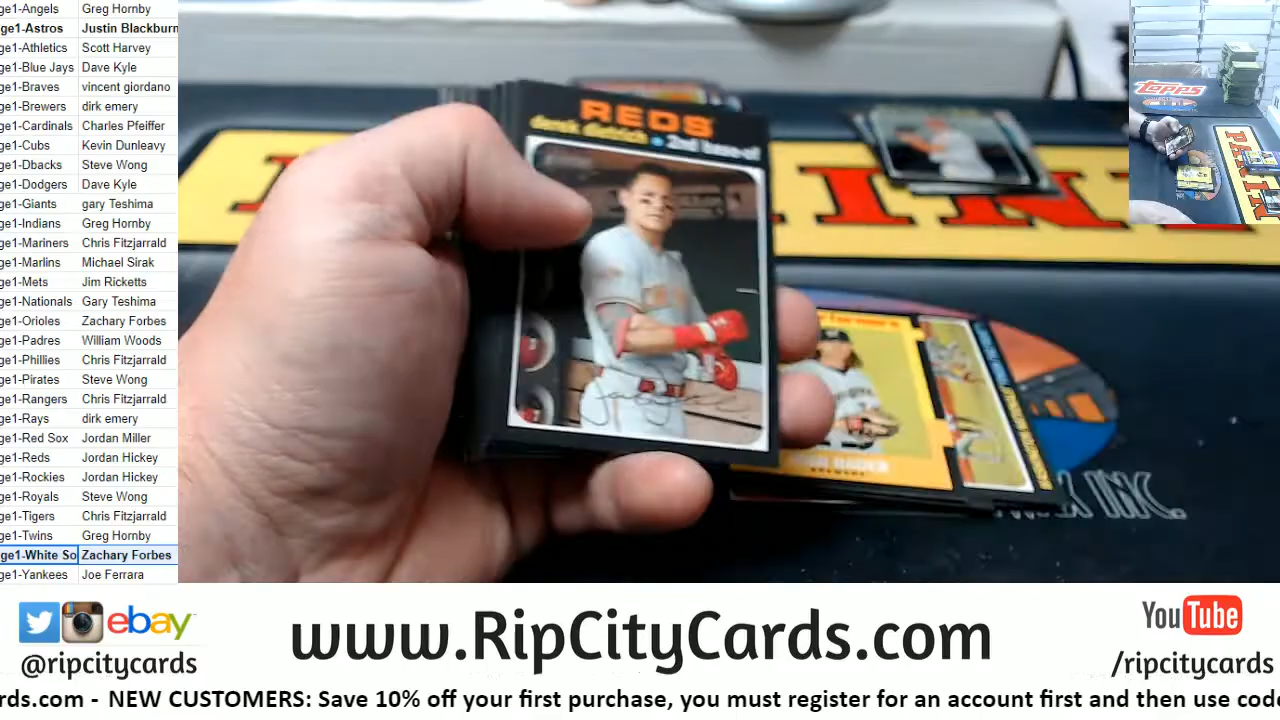 ge1-Angels Greg Hornby
ge1-Astros Justin Blackburn
ge1-Athletics Scott Harvey
ge1-Blue Jays Dave Kyle
ge1-Braves vincent giordano
ge1-Brewers dirk emery
ge1-Cardinals Charles Pfeiffer
ge1-Cubs Kevin Dunleavy
ge1-Dbacks Steve Wong
ge1-Dodgers Dave Kyle
ge1-Giants gary Teshima
ge1-Indians Greg Hornby
ge1-Mariners Chris Fitzjarrald
ge1-Marlins Michael Sirak
ge1-Mets Jim Ricketts
ge1-Nationals Gary Teshima
ge1-Orioles Zachary Forbes
ge1-Padres William Woods
ge1-Phillies Chris Fitzjarrald
ge1-Pirates Steve Wong
ge1-Rangers Chris Fitzjarrald
ge1-Rays dirk emery
ge1-Red Sox Jordan Miller
ge1-Reds Jordan Hickey
ge1-Rockies Jordan Hickey
ge1-Royals Steve Wong
ge1-Tigers Chris Fitzjarrald
ge1-Twins Greg Hornby
ge1-White So Zachary Forbes
ge1-Yankees Joe Ferrara
REDS
derek dietrich • 2nd base-of
BREWERS
INC.
topps
ebay
@ripcitycards
www.RipCityCards.com
YouTube
/ripcitycards
rds.com - NEW CUSTOMERS: Save 10% off your first purchase, you must register for an account first and then use code